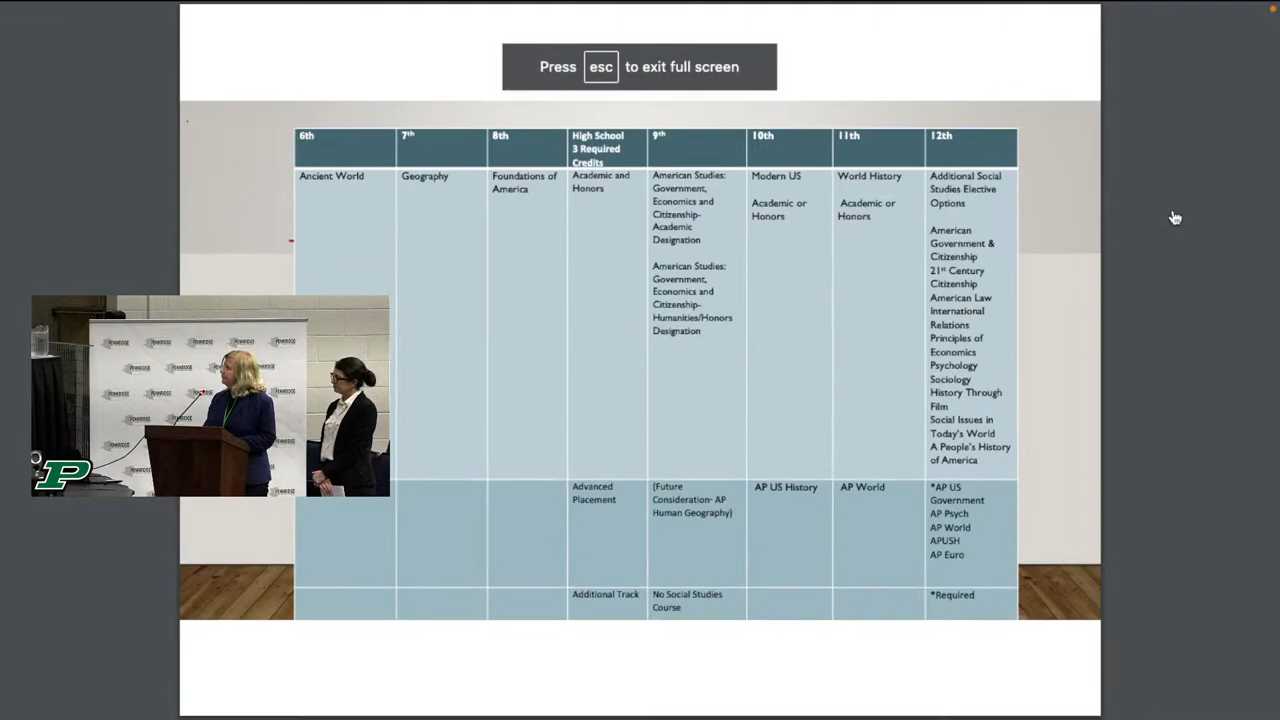 Press esc to exit full screen
6th
7th
8th
High School
3 Required
Credits
9th
10th
11th
12th
Ancient World
Geography
Foundations of
America
Academic and
Honors
American Studies:
Government,
Economics and
Citizenship-
Academic
Designation
American Studies:
Government,
Economics and
Citizenship-
Humanities/Honors
Designation
Modern US
Academic or
Honors
World History
Academic or
Honors
Additional Social
Studies Elective
Options
American
Government &
Citizenship
21st Century
Citizenship
American Law
International
Relations
Principles of
Economics
Psychology
Sociology
History Through
Film
Social Issues in
Today's World
A People's History
of America
Advanced
Placement
(Future
Consideration- AP
Human Geography)
AP US History
AP World
*AP US
Government
AP Psych
AP World
APUSH
AP Euro
Additional Track
No Social Studies
Course
*Required
PENNRIDGE
P